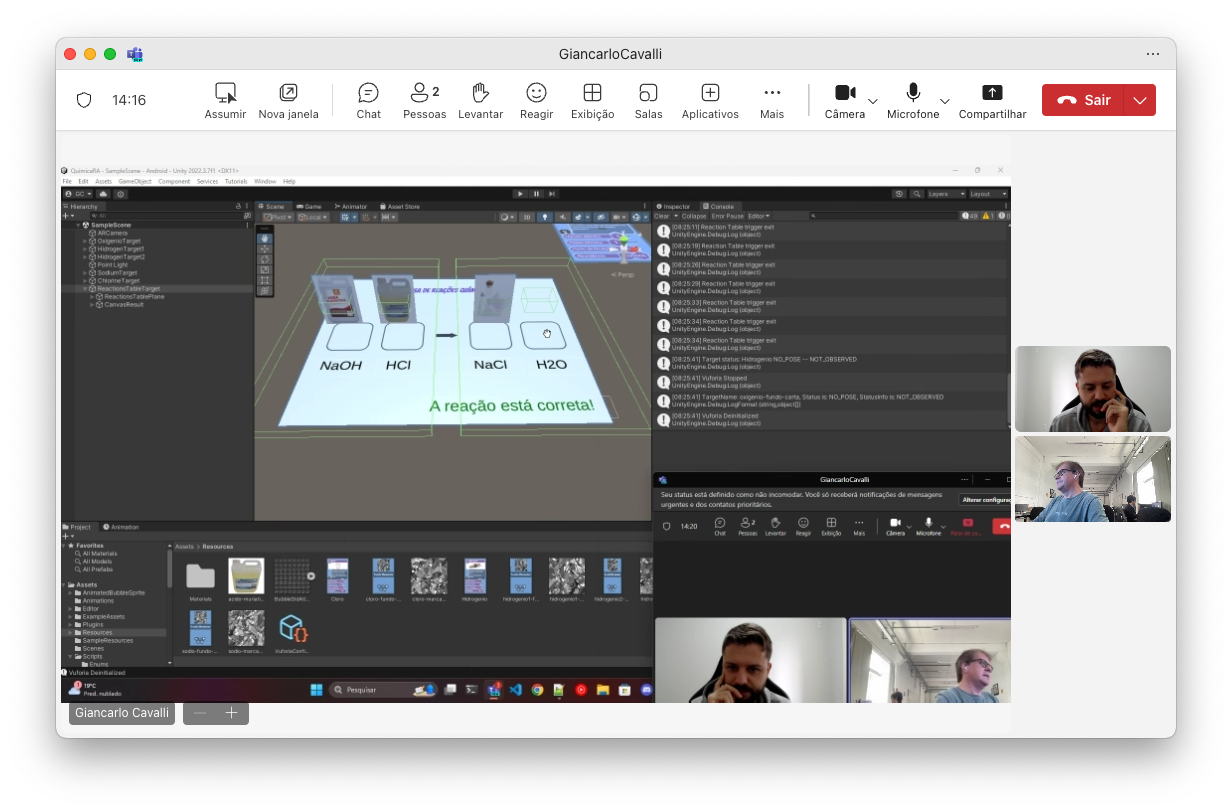 GiancarloCavalli
14:16
Assumir Nova janela Chat Pessoas 2 Levantar Reagir Exibição Salas Aplicativos Mais Câmera Microfone Compartilhar Sair
QuimicaRA - SampleScene - Android - Unity 2022.3.7f1 <DX11>
File Edit Assets GameObject Component Services Tutorials Window Help
GC Layers Layout
Hierarchy
All
SampleScene
ARCamera
OxigenioTarget
HidrogenTarget1
HidrogenTarget2
Point Light
SodiumTarget
ChlorineTarget
ReactionsTableTarget
ReactionsTablePlane
CanvasResult
Scene Game Animator Asset Store
Pivot Local 2D
Persp
NaOH HCl NaCl H2O
A reação está correta!
Inspector Console
Clear Collapse Error Pause Editor
[08:25:11] Reaction Table trigger exit
UnityEngine.Debug:Log (object)
[08:25:19] Reaction Table trigger exit
UnityEngine.Debug:Log (object)
[08:25:26] Reaction Table trigger exit
UnityEngine.Debug:Log (object)
[08:25:29] Reaction Table trigger exit
UnityEngine.Debug:Log (object)
[08:25:33] Reaction Table trigger exit
UnityEngine.Debug:Log (object)
[08:25:34] Reaction Table trigger exit
UnityEngine.Debug:Log (object)
[08:25:34] Reaction Table trigger exit
UnityEngine.Debug:Log (object)
[08:25:41] Target status: Hidrogenio NO_POSE -- NOT_OBSERVED
UnityEngine.Debug:Log (object)
[08:25:41] Vuforia Stopped
UnityEngine.Debug:Log (object)
[08:25:41] TargetName: oxigenio-fundo-carta, Status is: NO_POSE, StatusInfo is: NOT_OBSERVED
UnityEngine.Debug:LogFormat (string,object[])
[08:25:41] Vuforia Deinitialized
UnityEngine.Debug:Log (object)
GiancarloCavalli
Seu status está definido como não incomodar. Você só receberá notificações de mensagens
urgentes e dos contatos prioritários.
Alterar configura
14:20
Chat Pessoas 2 Levantar Reagir Exibição Mais Câmera Microfone
Project Animation
Favorites
All Materials
All Models
All Prefabs
Assets
AnimatedBubbleSprite
Animations
Editor
ExampleAssets
Plugins
Resources
SampleResources
Scenes
Scripts
Enums
Assets > Resources
Materials acido-muriati... BubbleStdAtl... Cloro cloro-fundo-... cloro-marca... Hidrogenio hidrogenio1-f... hidrogenio1-... hidrogenio2-...
sodio-fundo-... sodio-marca... VuforiaConfi...
Vuforia Deinitialized
19°C
Pred. nublado
Pesquisar
Giancarlo Cavalli